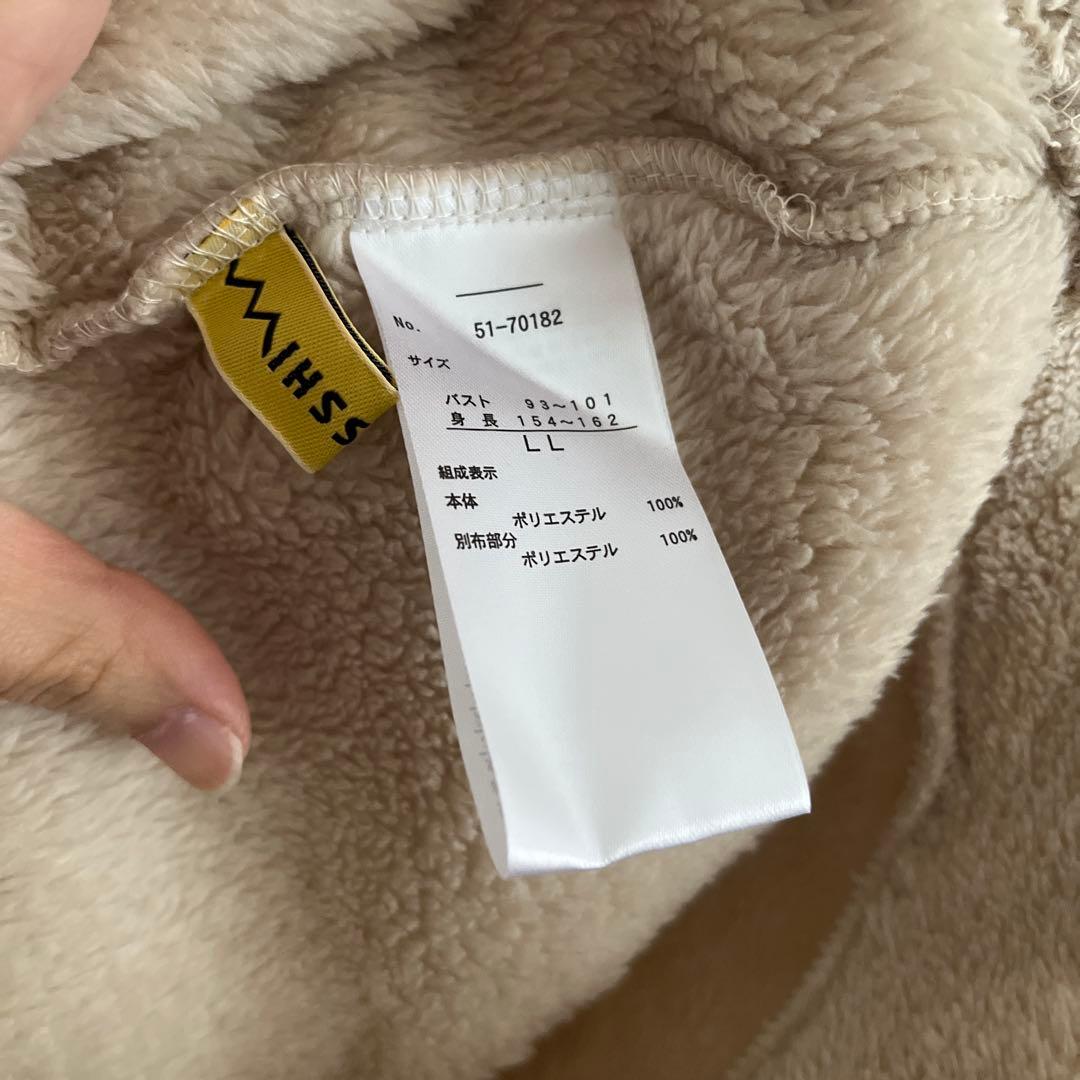 No. 51-70182
サイズ
バスト 93～101
身長 154～162
LL
組成表示
本体
ポリエステル 100%
別布部分
ポリエステル 100%